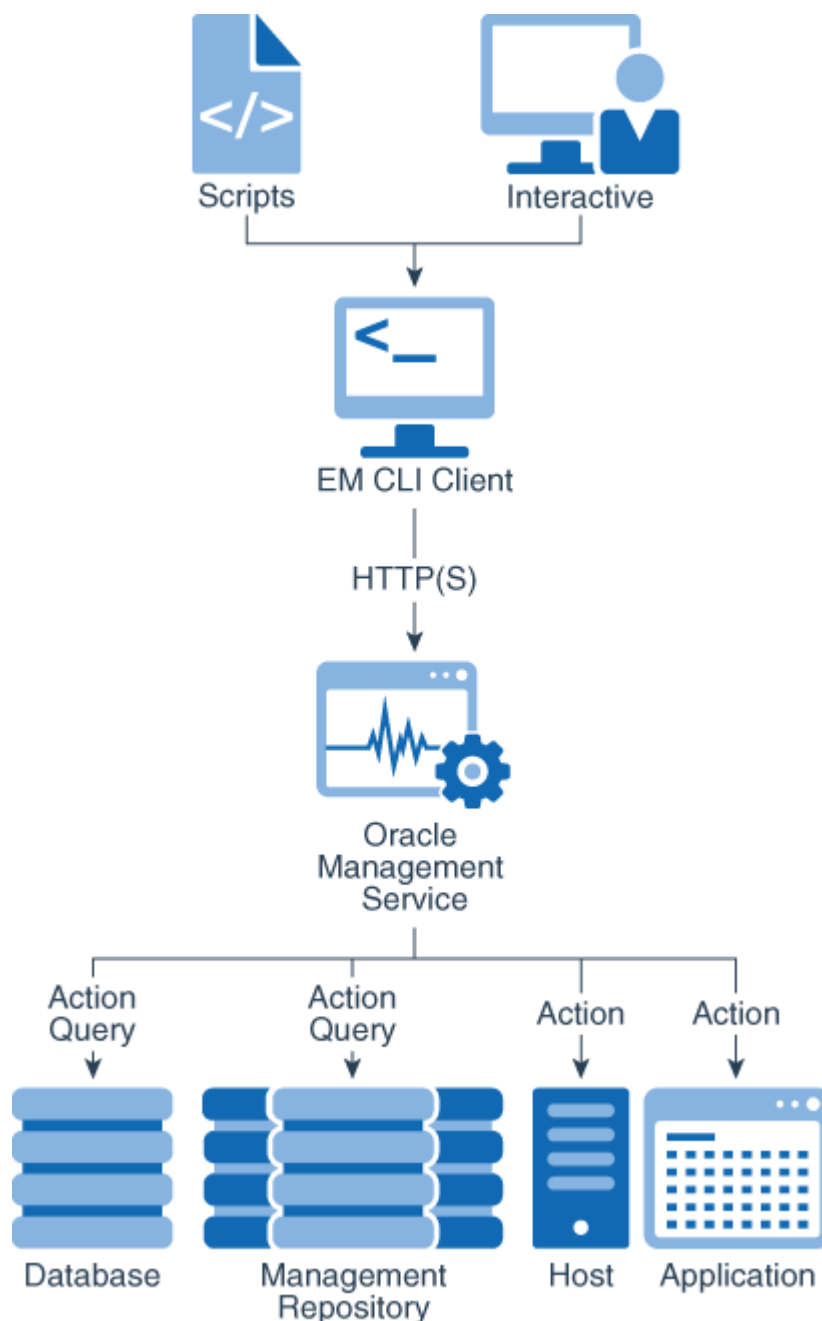 </>
Scripts
Interactive
<_
EM CLI Client
HTTP(S)
Oracle
Management
Service
Action
Query
Action
Query
Action
Action
Database
Management
Repository
Host
Application